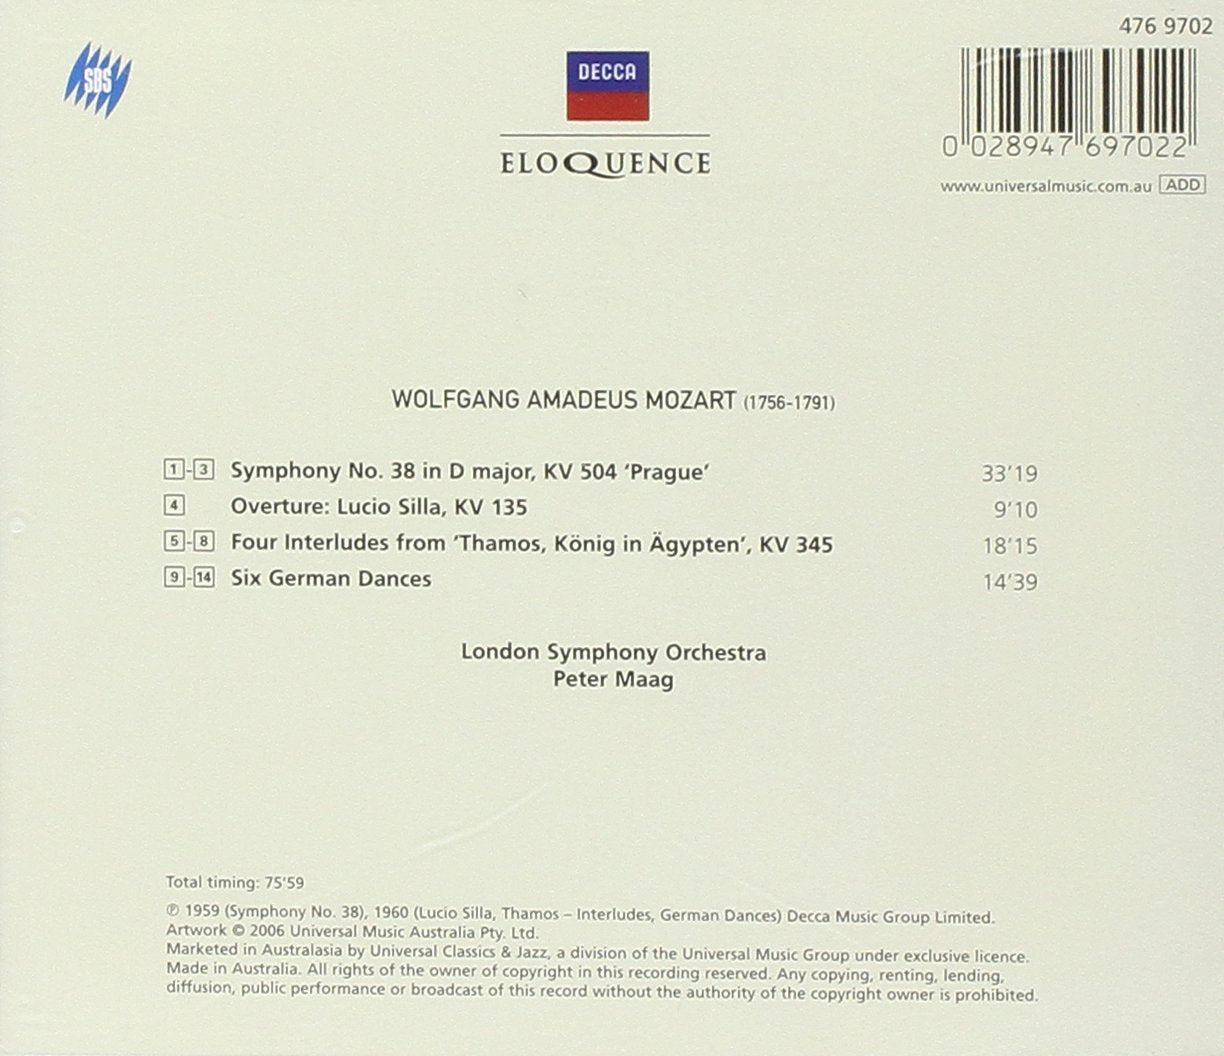 476 9702
SBS
DECCA
ELOQUENCE
0 028947 697022
www.universalmusic.com.au ADD
WOLFGANG AMADEUS MOZART (1756-1791)
1-3 Symphony No. 38 in D major, KV 504 ‘Prague’ 33’19
4 Overture: Lucio Silla, KV 135 9’10
5-8 Four Interludes from ‘Thamos, König in Ägypten’, KV 345 18’15
9-14 Six German Dances 14’39
London Symphony Orchestra
Peter Maag
Total timing: 75’59
℗ 1959 (Symphony No. 38), 1960 (Lucio Silla, Thamos – Interludes, German Dances) Decca Music Group Limited.
Artwork © 2006 Universal Music Australia Pty. Ltd.
Marketed in Australasia by Universal Classics & Jazz, a division of the Universal Music Group under exclusive licence.
Made in Australia. All rights of the owner of copyright in this recording reserved. Any copying, renting, lending,
diffusion, public performance or broadcast of this record without the authority of the copyright owner is prohibited.